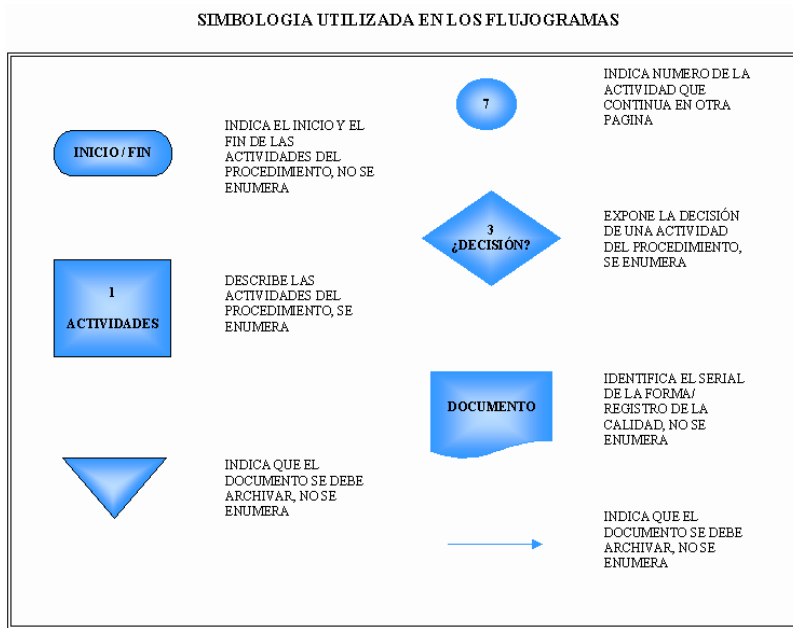 SIMBOLOGIA UTILIZADA EN LOS FLUJOGRAMAS
INICIO / FIN
INDICA EL INICIO Y EL
FIN DE LAS
ACTIVIDADES DEL
PROCEDIMIENTO, NO SE
ENUMERA
1
ACTIVIDADES
DESCRIBE LAS
ACTIVIDADES DEL
PROCEDIMIENTO, SE
ENUMERA
INDICA QUE EL
DOCUMENTO SE DEBE
ARCHIVAR, NO SE
ENUMERA
7
INDICA NUMERO DE LA
ACTIVIDAD QUE
CONTINUA EN OTRA
PAGINA
3
¿DECISIÓN?
EXPONE LA DECISIÓN
DE UNA ACTIVIDAD
DEL PROCEDIMIENTO,
SE ENUMERA
DOCUMENTO
IDENTIFICA EL SERIAL
DE LA FORMA/
REGISTRO DE LA
CALIDAD, NO SE
ENUMERA
INDICA QUE EL
DOCUMENTO SE DEBE
ARCHIVAR, NO SE
ENUMERA